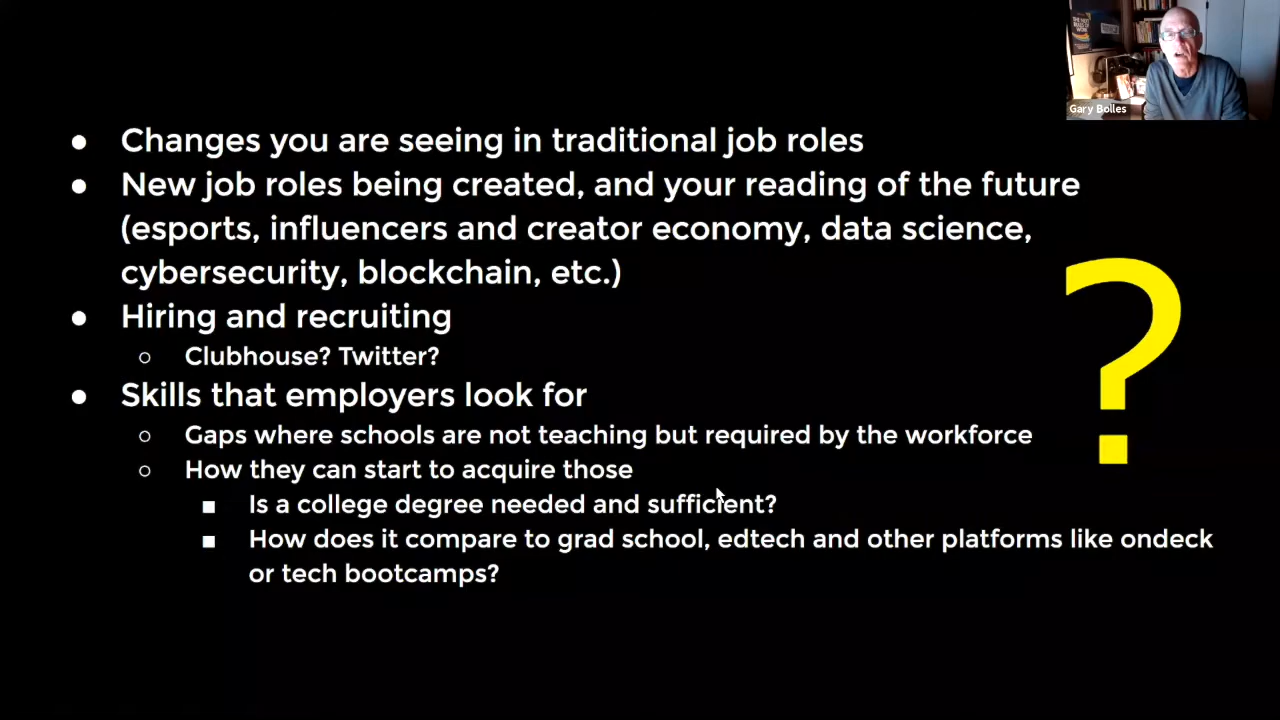 Gary Bolles
● Changes you are seeing in traditional job roles
● New job roles being created, and your reading of the future
(esports, influencers and creator economy, data science,
cybersecurity, blockchain, etc.)
● Hiring and recruiting
○ Clubhouse? Twitter?
● Skills that employers look for
○ Gaps where schools are not teaching but required by the workforce
○ How they can start to acquire those
■ Is a college degree needed and sufficient?
■ How does it compare to grad school, edtech and other platforms like ondeck
or tech bootcamps?
?